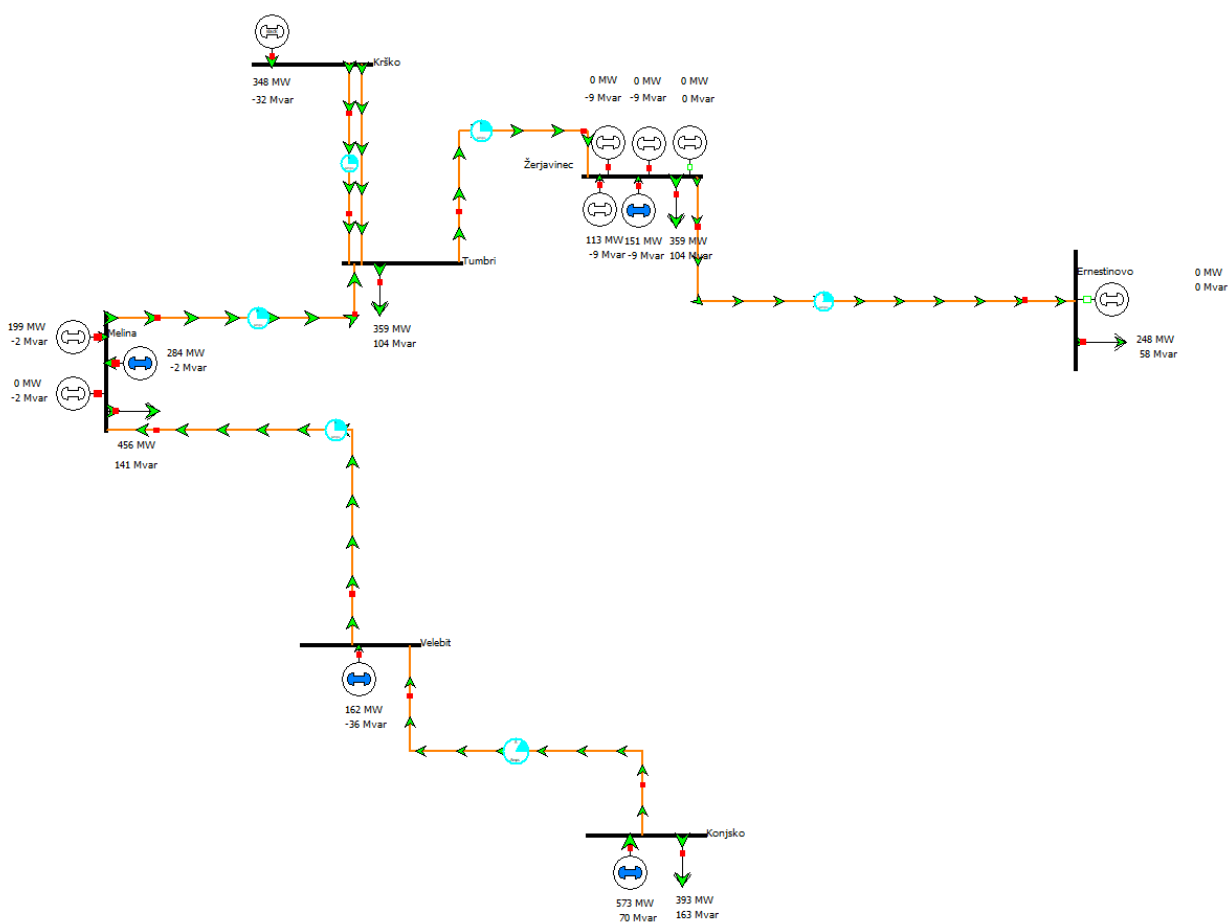 Krško
348 MW
-32 Mvar
0 MW
0 MW
0 MW
-9 Mvar
-9 Mvar
0 Mvar
Žerjavinec
113 MW
151 MW
359 MW
-9 Mvar
-9 Mvar
104 Mvar
Tumbri
359 MW
104 Mvar
Ernestinovo
0 MW
0 Mvar
248 MW
58 Mvar
199 MW
-2 Mvar
Melina
284 MW
-2 Mvar
0 MW
-2 Mvar
456 MW
141 Mvar
Velebit
162 MW
-36 Mvar
Konjsko
573 MW
70 Mvar
393 MW
163 Mvar